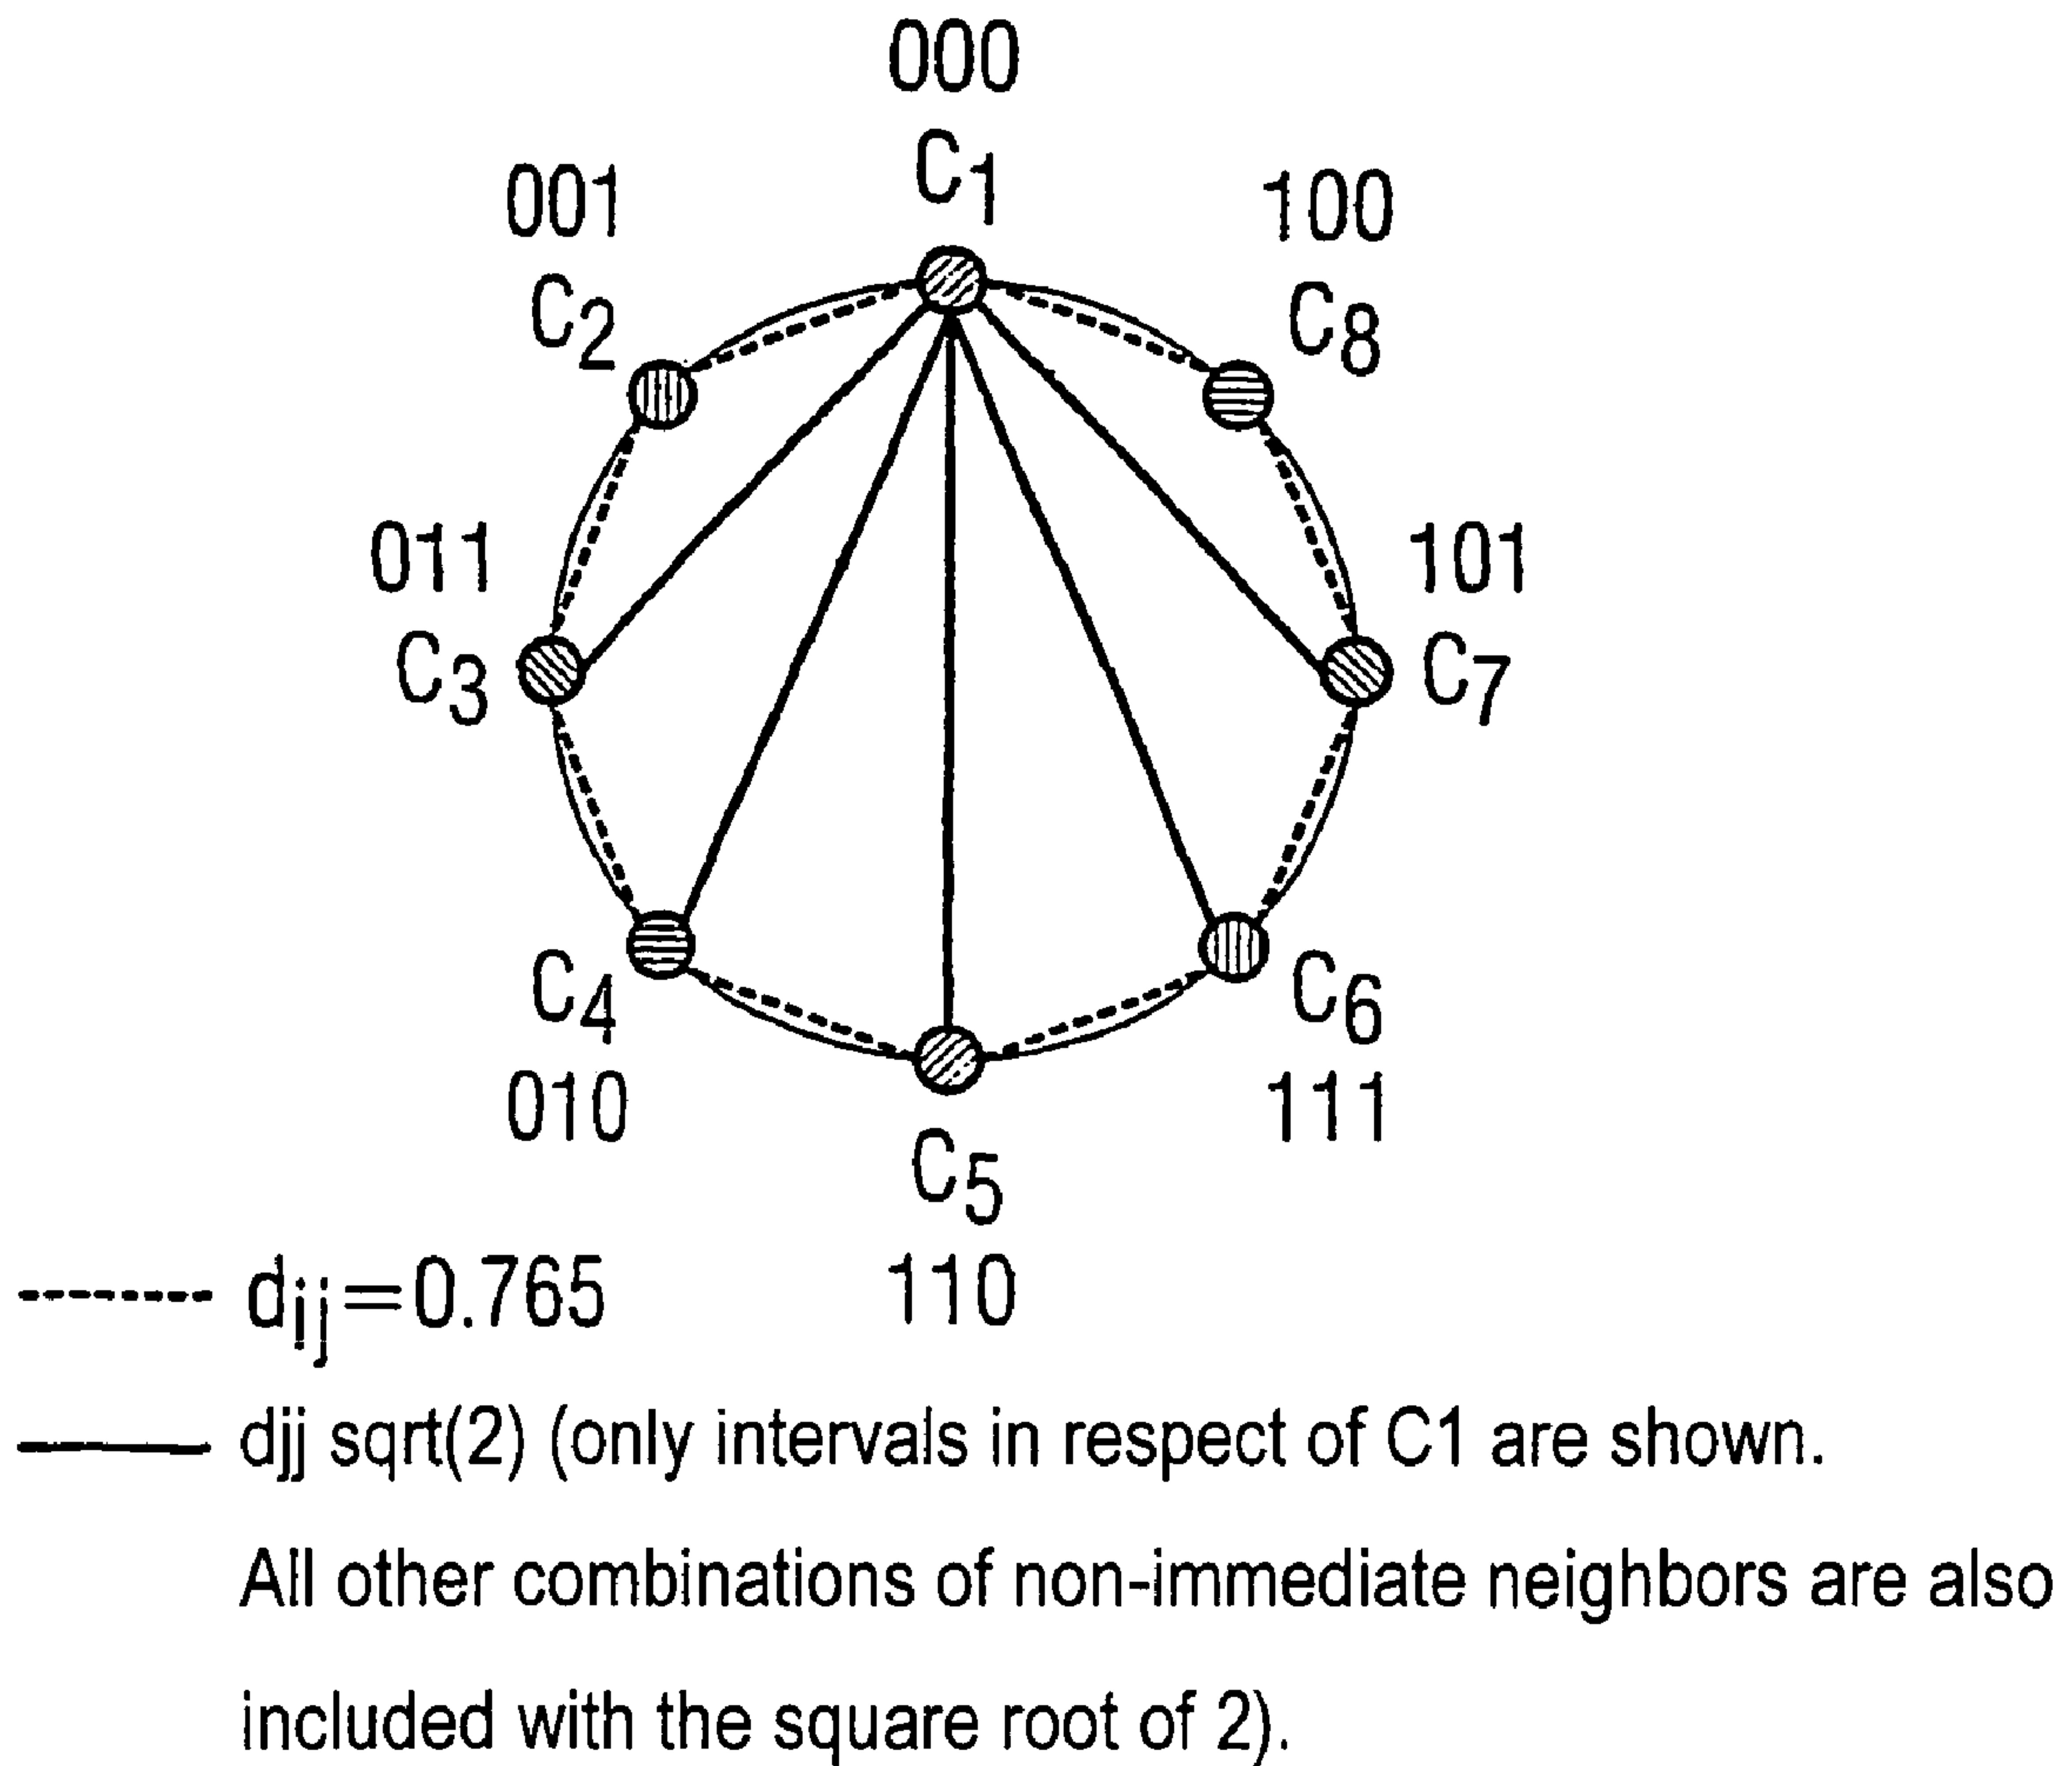 000
C1
001
C2
100
C8
011
C3
101
C7
C4
010
C6
111
C5
110
dij=0.765
djj sqrt(2) (only intervals in respect of C1 are shown.
All other combinations of non-immediate neighbors are also
included with the square root of 2).